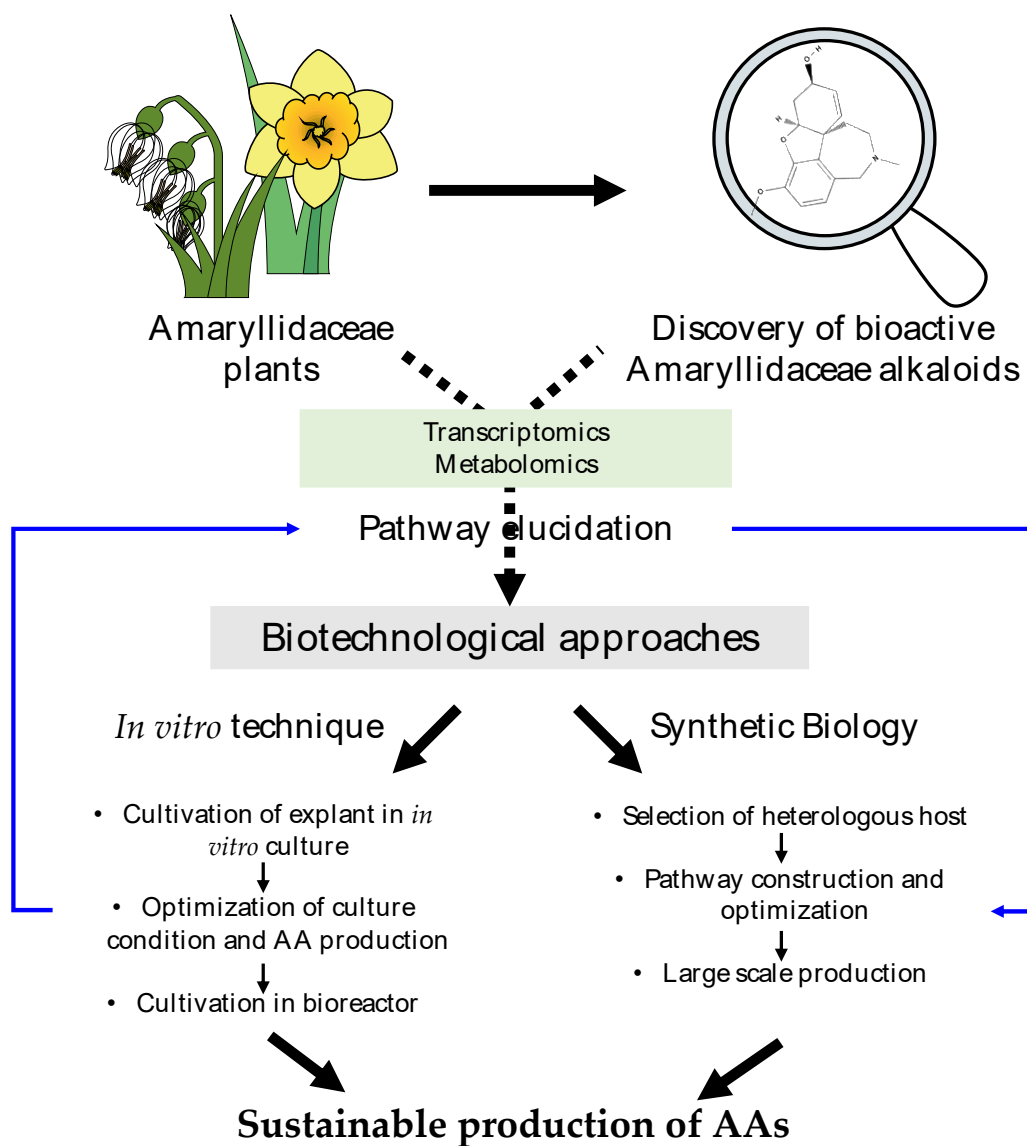 O
H
H
O
N
O
Amaryllidaceae
plants
Discovery of bioactive
Amaryllidaceae alkaloids
Transcriptomics
Metabolomics
Pathway elucidation
Biotechnological approaches
In vitro technique
Synthetic Biology
• Cultivation of explant in in
vitro culture
• Optimization of culture
condition and AA production
• Cultivation in bioreactor
• Selection of heterologous host
• Pathway construction and
optimization
• Large scale production
Sustainable production of AAs